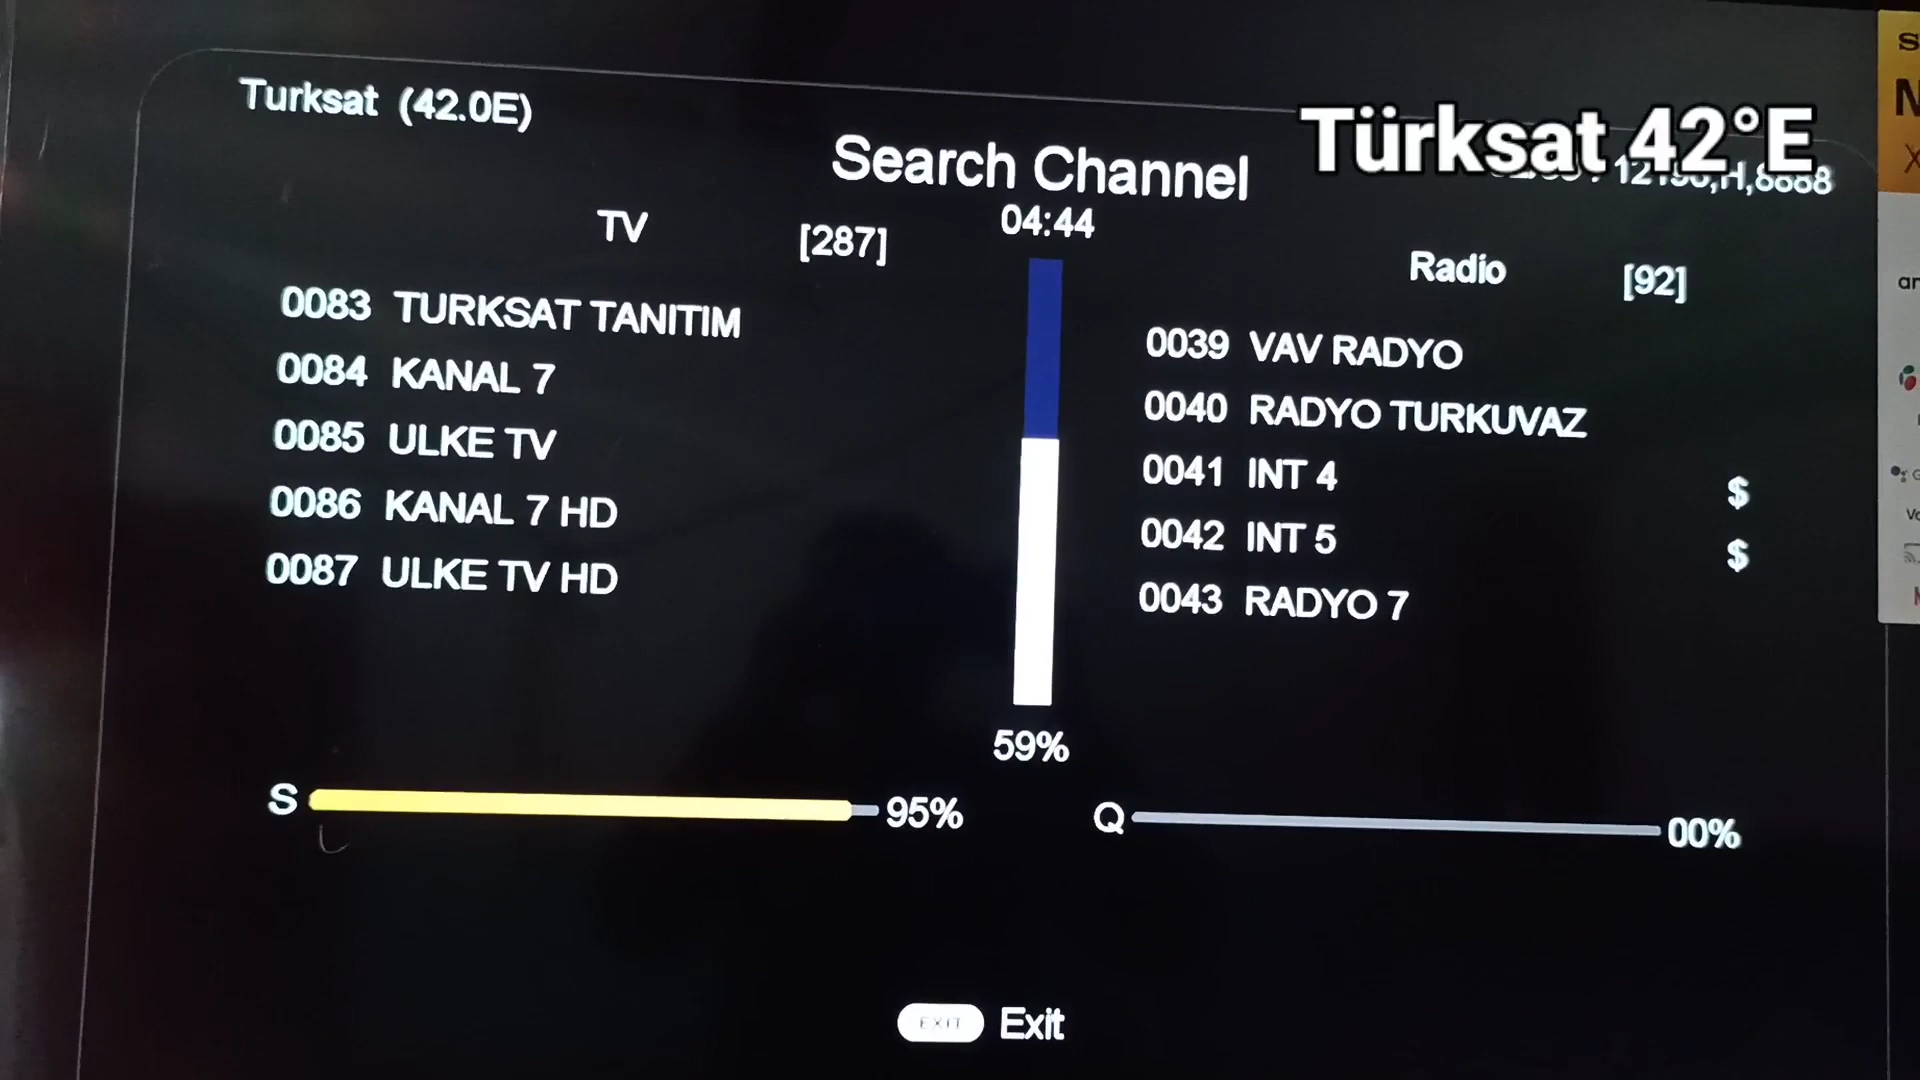 Turksat (42.0E)
Türksat 42°E
Search Channel
04:44
TV [287]
0083 TURKSAT TANITIM
0084 KANAL 7
0085 ULKE TV
0086 KANAL 7 HD
0087 ULKE TV HD
Radio [92]
0039 VAV RADYO
0040 RADYO TURKUVAZ
0041 INT 4 $
0042 INT 5 $
0043 RADYO 7
59%
S 95%
Q 00%
EXIT Exit